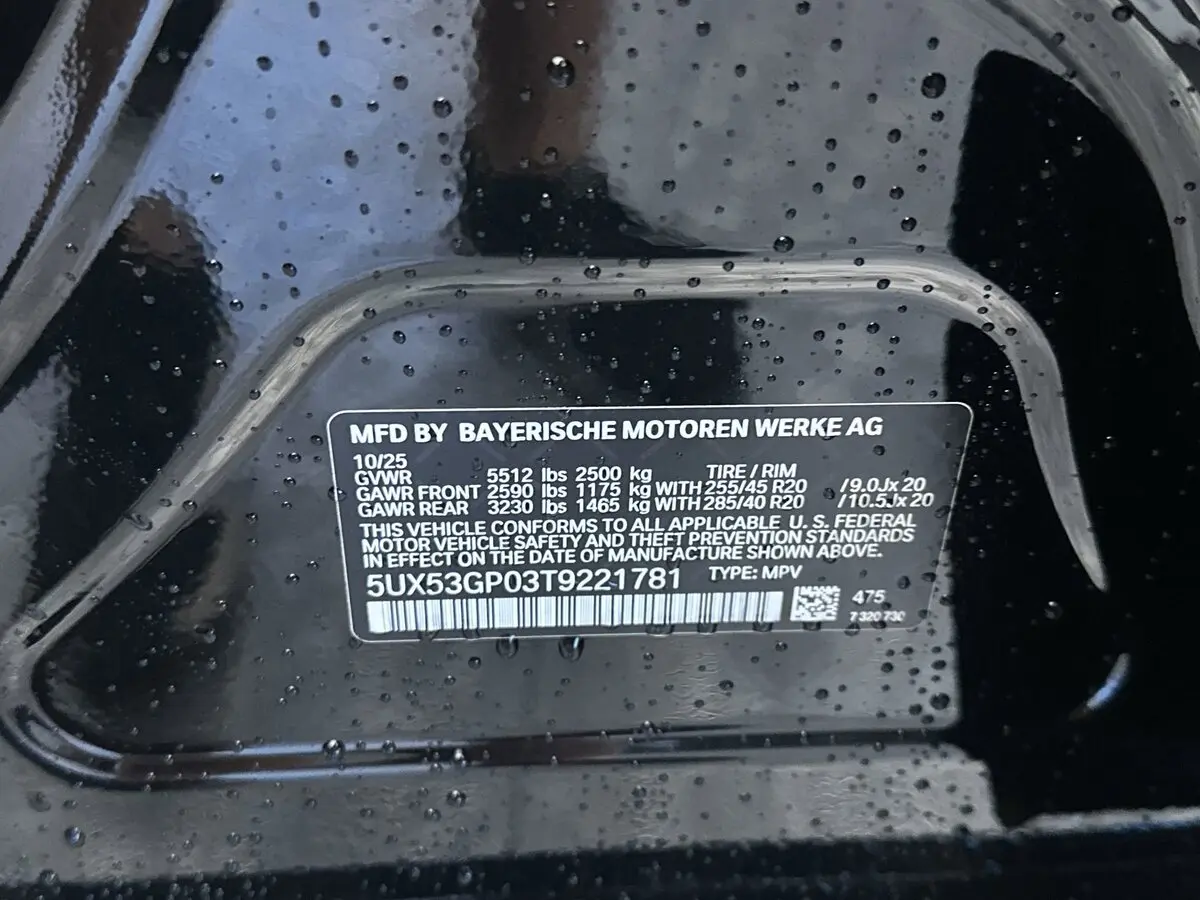 MFD BY BAYERISCHE MOTOREN WERKE AG
10/25
GVWR 5512 lbs 2500 kg TIRE / RIM
GAWR FRONT 2590 lbs 1175 kg WITH 255/45 R20 /9.0Jx20
GAWR REAR 3230 lbs 1465 kg WITH 285/40 R20 /10.5Jx20
THIS VEHICLE CONFORMS TO ALL APPLICABLE U. S. FEDERAL
MOTOR VEHICLE SAFETY AND THEFT PREVENTION STANDARDS
IN EFFECT ON THE DATE OF MANUFACTURE SHOWN ABOVE.
5UX53GP03T9221781 TYPE: MPV
475
7 320 730